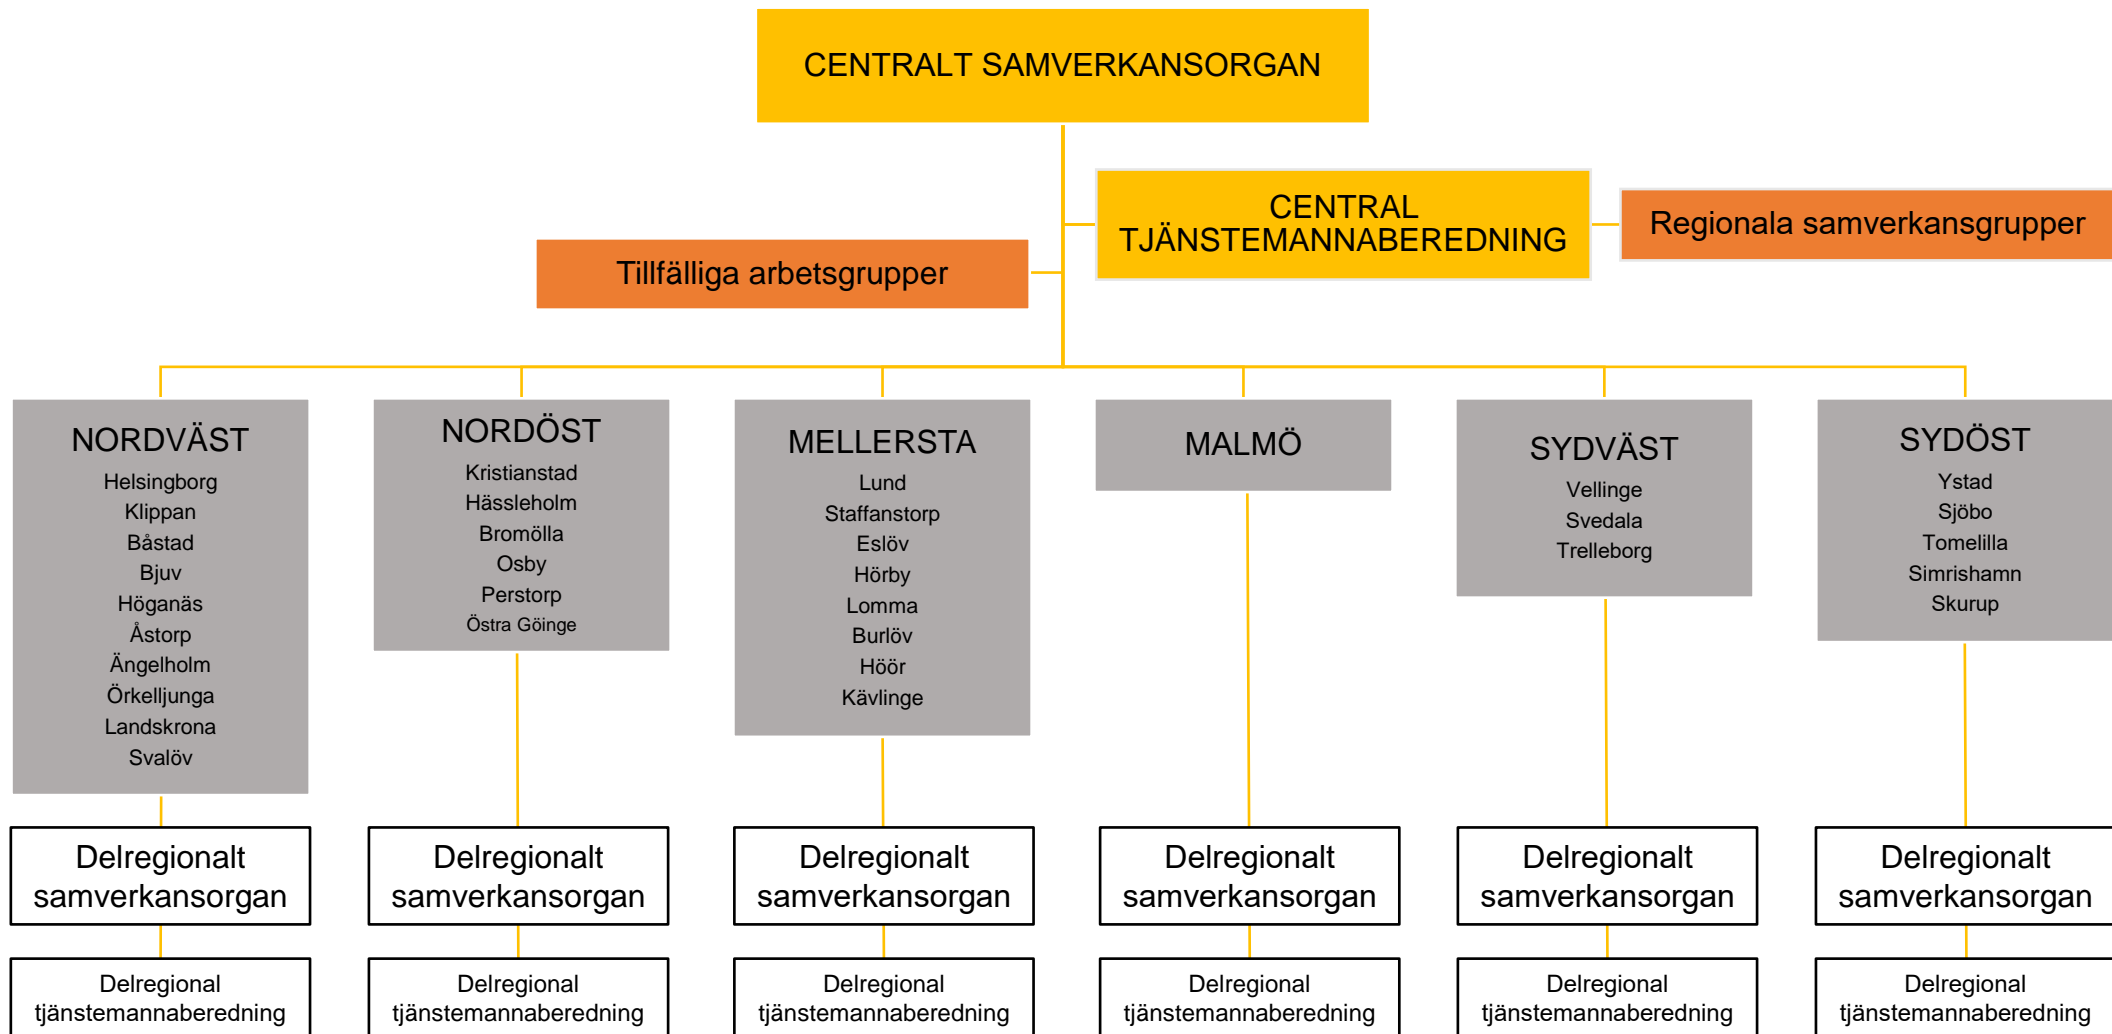 CENTRALT SAMVERKANSORGAN
CENTRAL
TJÄNSTEMANNABEREDNING
Regionala samverkansgrupper
Tillfälliga arbetsgrupper
NORDVÄST
Helsingborg
Klippan
Båstad
Bjuv
Höganäs
Åstorp
Ängelholm
Örkelljunga
Landskrona
Svalöv
NORDÖST
Kristianstad
Hässleholm
Bromölla
Osby
Perstorp
Östra Göinge
MELLERSTA
Lund
Staffanstorp
Eslöv
Hörby
Lomma
Burlöv
Höör
Kävlinge
MALMÖ
SYDVÄST
Vellinge
Svedala
Trelleborg
SYDÖST
Ystad
Sjöbo
Tomelilla
Simrishamn
Skurup
Delregionalt
samverkansorgan
Delregionalt
samverkansorgan
Delregionalt
samverkansorgan
Delregionalt
samverkansorgan
Delregionalt
samverkansorgan
Delregionalt
samverkansorgan
Delregional
tjänstemannaberedning
Delregional
tjänstemannaberedning
Delregional
tjänstemannaberedning
Delregional
tjänstemannaberedning
Delregional
tjänstemannaberedning
Delregional
tjänstemannaberedning